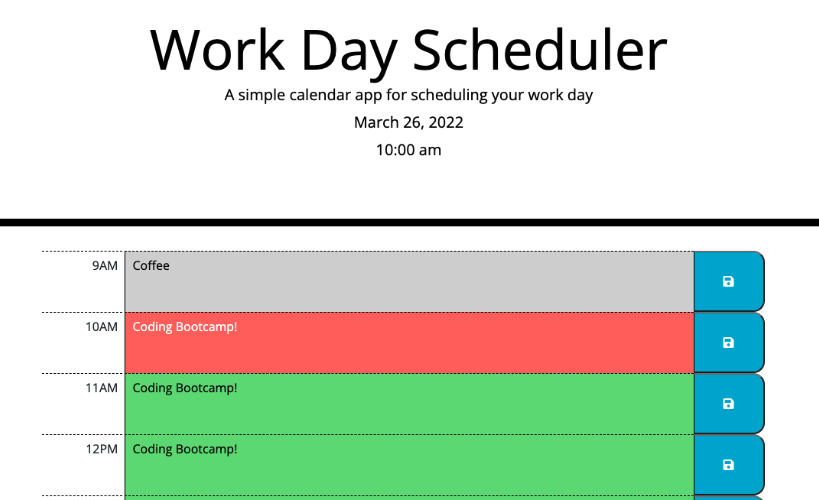 Work Day Scheduler
A simple calendar app for scheduling your work day
March 26, 2022
10:00 am
9AM Coffee
10AM Coding Bootcamp!
11AM Coding Bootcamp!
12PM Coding Bootcamp!